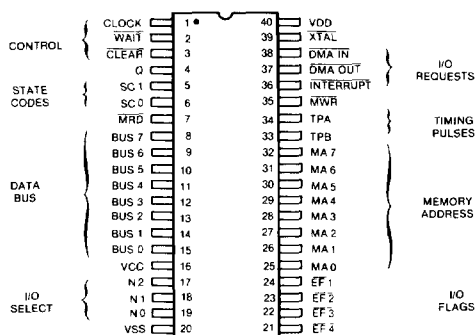 CLOCK 1 40 VDD
WAIT 2 39 XTAL
CONTROL
CLEAR 3 38 DMA IN
Q 4 37 DMA OUT
I/O
REQUESTS
STATE
CODES
SC 1 5 36 INTERRUPT
SC 0 6 35 MWR
MRD 7 34 TPA
TIMING
PULSES
BUS 7 8 33 TPB
BUS 6 9 32 MA 7
BUS 5 10 31 MA 6
BUS 4 11 30 MA 5
DATA
BUS
BUS 3 12 29 MA 4
MEMORY
ADDRESS
BUS 2 13 28 MA 3
BUS 1 14 27 MA 2
BUS 0 15 26 MA 1
VCC 16 25 MA 0
I/O
SELECT
N 2 17 24 EF 1
I/O
FLAGS
N 1 18 23 EF 2
N 0 19 22 EF 3
VSS 20 21 EF 4